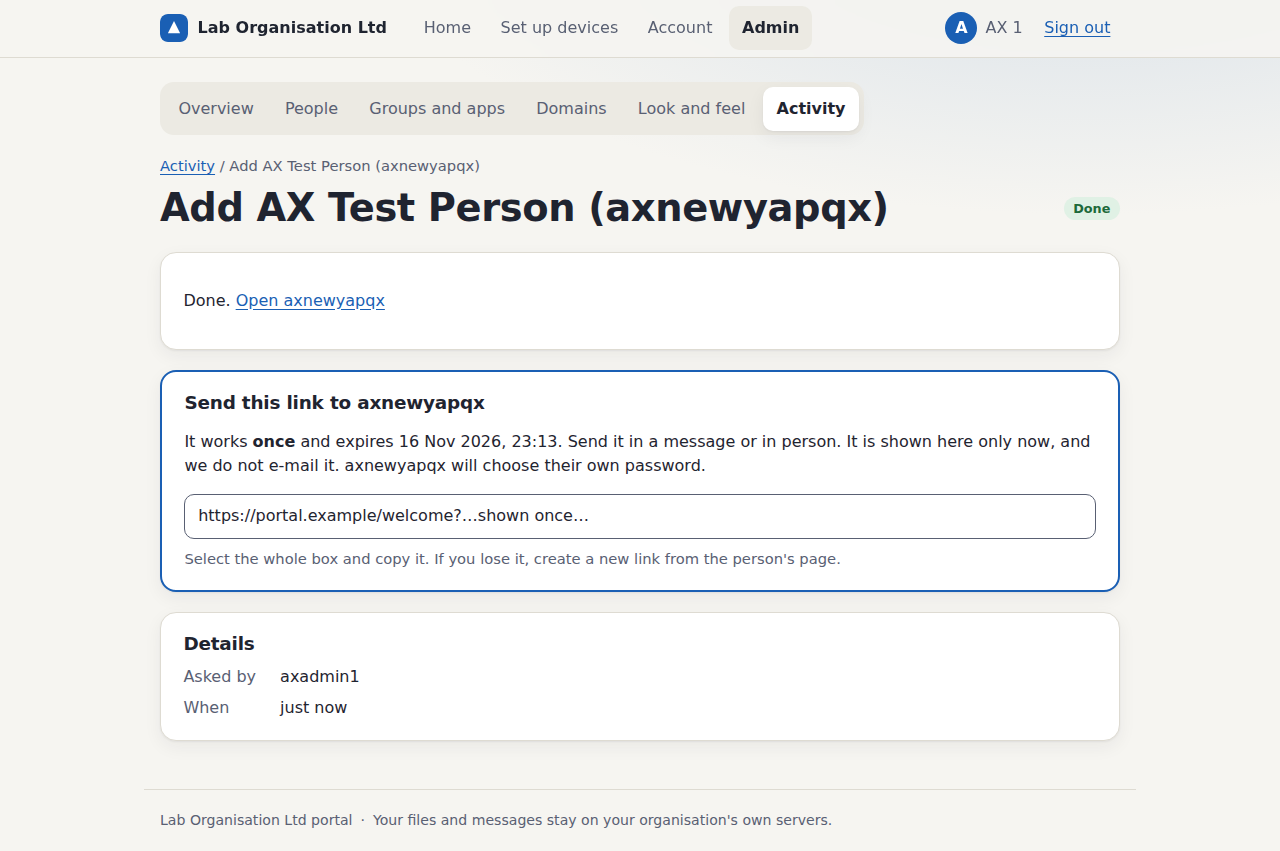 Lab Organisation Ltd Home Set up devices Account Admin A AX 1 Sign out
Overview People Groups and apps Domains Look and feel Activity
Activity / Add AX Test Person (axnewyapqx)
Add AX Test Person (axnewyapqx) Done
Done. Open axnewyapqx
Send this link to axnewyapqx
It works once and expires 16 Nov 2026, 23:13. Send it in a message or in person. It is shown here only now, and
we do not e-mail it. axnewyapqx will choose their own password.
https://portal.example/welcome?…shown once…
Select the whole box and copy it. If you lose it, create a new link from the person's page.
Details
Asked by axadmin1
When just now
Lab Organisation Ltd portal · Your files and messages stay on your organisation's own servers.